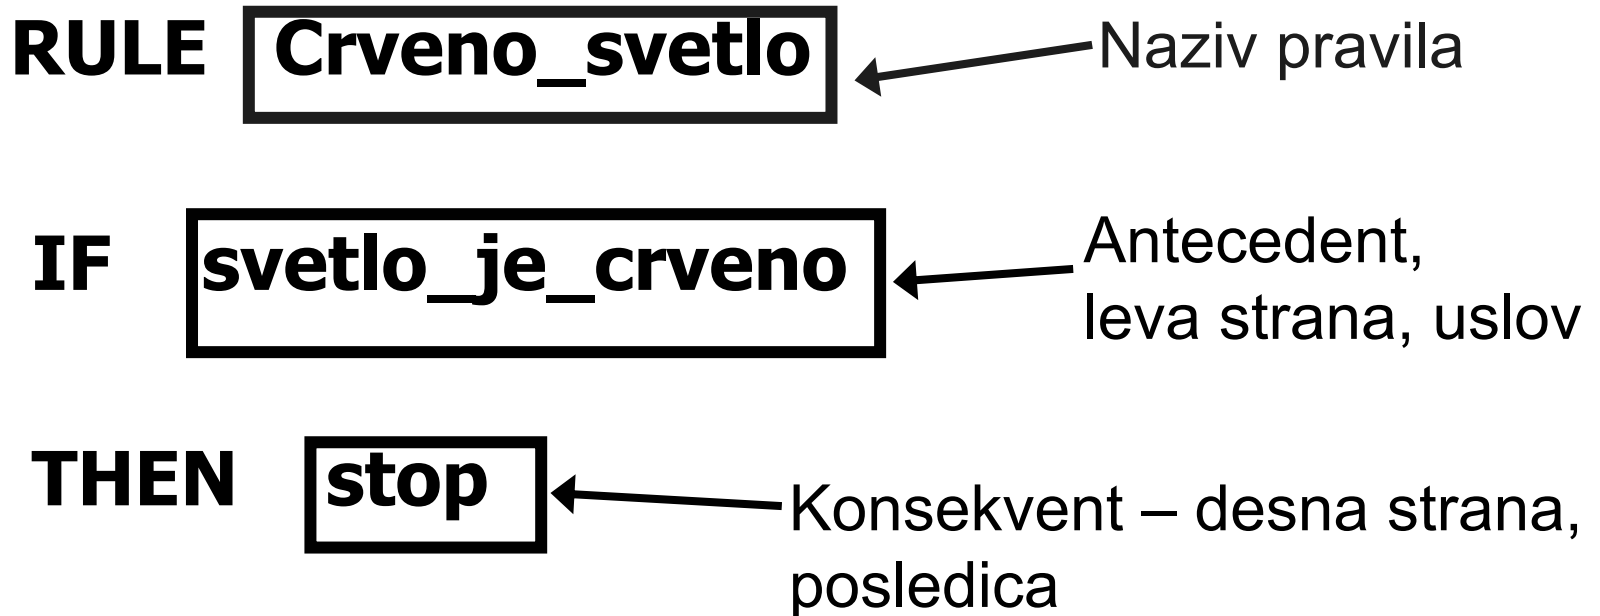 RULE Crveno_svetlo
Naziv pravila
IF svetlo_je_crveno
Antecedent,
leva strana, uslov
THEN stop
Konsekvent – desna strana,
posledica